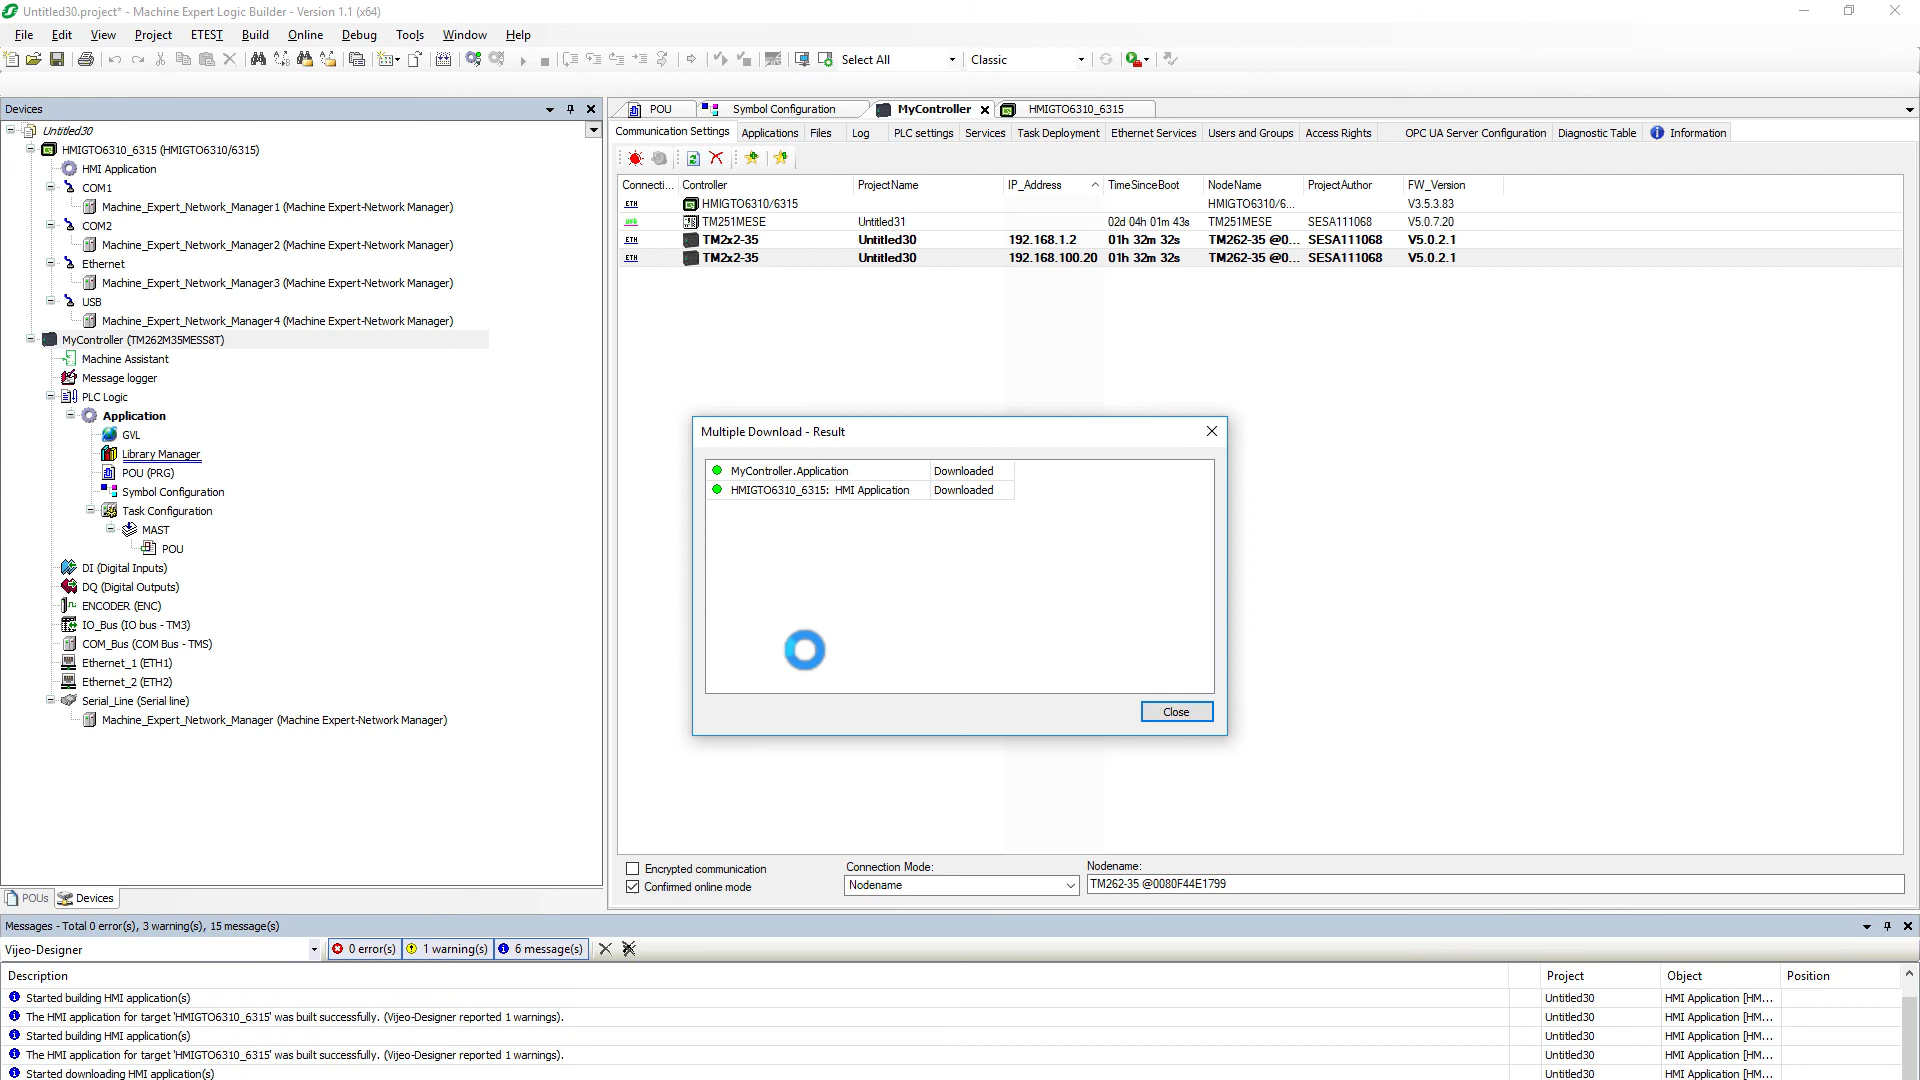 Untitled30.project* - Machine Expert Logic Builder - Version 1.1 (x64)
File Edit View Project ETEST Build Online Debug Tools Window Help
Select All Classic
Devices
Untitled30
HMIGTO6310_6315 (HMIGTO6310/6315)
HMI Application
COM1
Machine_Expert_Network_Manager1 (Machine Expert-Network Manager)
COM2
Machine_Expert_Network_Manager2 (Machine Expert-Network Manager)
Ethernet
Machine_Expert_Network_Manager3 (Machine Expert-Network Manager)
USB
Machine_Expert_Network_Manager4 (Machine Expert-Network Manager)
MyController (TM262M35MESS8T)
Machine Assistant
Message logger
PLC Logic
Application
GVL
Library Manager
POU (PRG)
Symbol Configuration
Task Configuration
MAST
POU
DI (Digital Inputs)
DQ (Digital Outputs)
ENCODER (ENC)
IO_Bus (IO bus - TM3)
COM_Bus (COM Bus - TMS)
Ethernet_1 (ETH1)
Ethernet_2 (ETH2)
Serial_Line (Serial line)
Machine_Expert_Network_Manager (Machine Expert-Network Manager)
POUs Devices
POU Symbol Configuration MyController HMIGTO6310_6315
Communication Settings Applications Files Log PLC settings Services Task Deployment Ethernet Services Users and Groups Access Rights OPC UA Server Configuration Diagnostic Table Information
Connecti... Controller ProjectName IP_Address TimeSinceBoot NodeName ProjectAuthor FW_Version
ETH HMIGTO6310/6315 HMIGTO6310/6... V3.5.3.83
USB TM251MESE Untitled31 02d 04h 01m 43s TM251MESE SESA111068 V5.0.7.20
ETH TM2x2-35 Untitled30 192.168.1.2 01h 32m 32s TM262-35 @0... SESA111068 V5.0.2.1
ETH TM2x2-35 Untitled30 192.168.100.20 01h 32m 32s TM262-35 @0... SESA111068 V5.0.2.1
Multiple Download - Result
MyController.Application Downloaded
HMIGTO6310_6315: HMI Application Downloaded
Close
Encrypted communication
Confirmed online mode
Connection Mode:
Nodename
Nodename:
TM262-35 @0080F44E1799
Messages - Total 0 error(s), 3 warning(s), 15 message(s)
Vijeo-Designer 0 error(s) 1 warning(s) 6 message(s)
Description Project Object Position
Started building HMI application(s) Untitled30 HMI Application [HM...
The HMI application for target 'HMIGTO6310_6315' was built successfully. (Vijeo-Designer reported 1 warnings). Untitled30 HMI Application [HM...
Started building HMI application(s) Untitled30 HMI Application [HM...
The HMI application for target 'HMIGTO6310_6315' was built successfully. (Vijeo-Designer reported 1 warnings). Untitled30 HMI Application [HM...
Started downloading HMI application(s) Untitled30 HMI Application [HM...